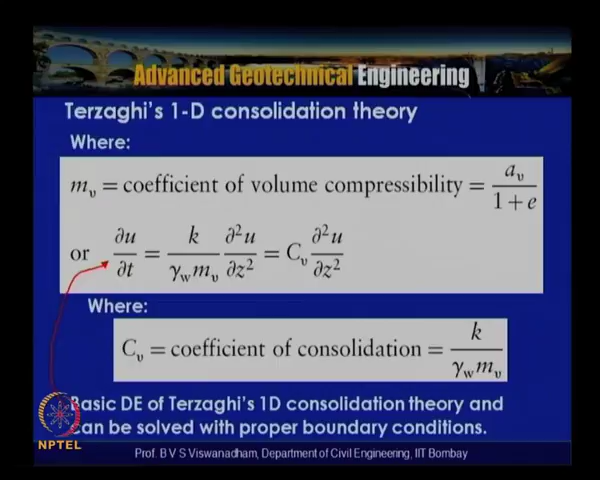 Advanced Geotechnical Engineering
Terzaghi's 1-D consolidation theory
Where:
m_v = coefficient of volume compressibility = a_v / (1 + e)
or ∂u/∂t = k/(γ_w m_v) ∂²u/∂z² = C_v ∂²u/∂z²
Where:
C_v = coefficient of consolidation = k/(γ_w m_v)
Basic DE of Terzaghi's 1D consolidation theory and
can be solved with proper boundary conditions.
NPTEL
Prof. B V S Viswanadham, Department of Civil Engineering, IIT Bombay